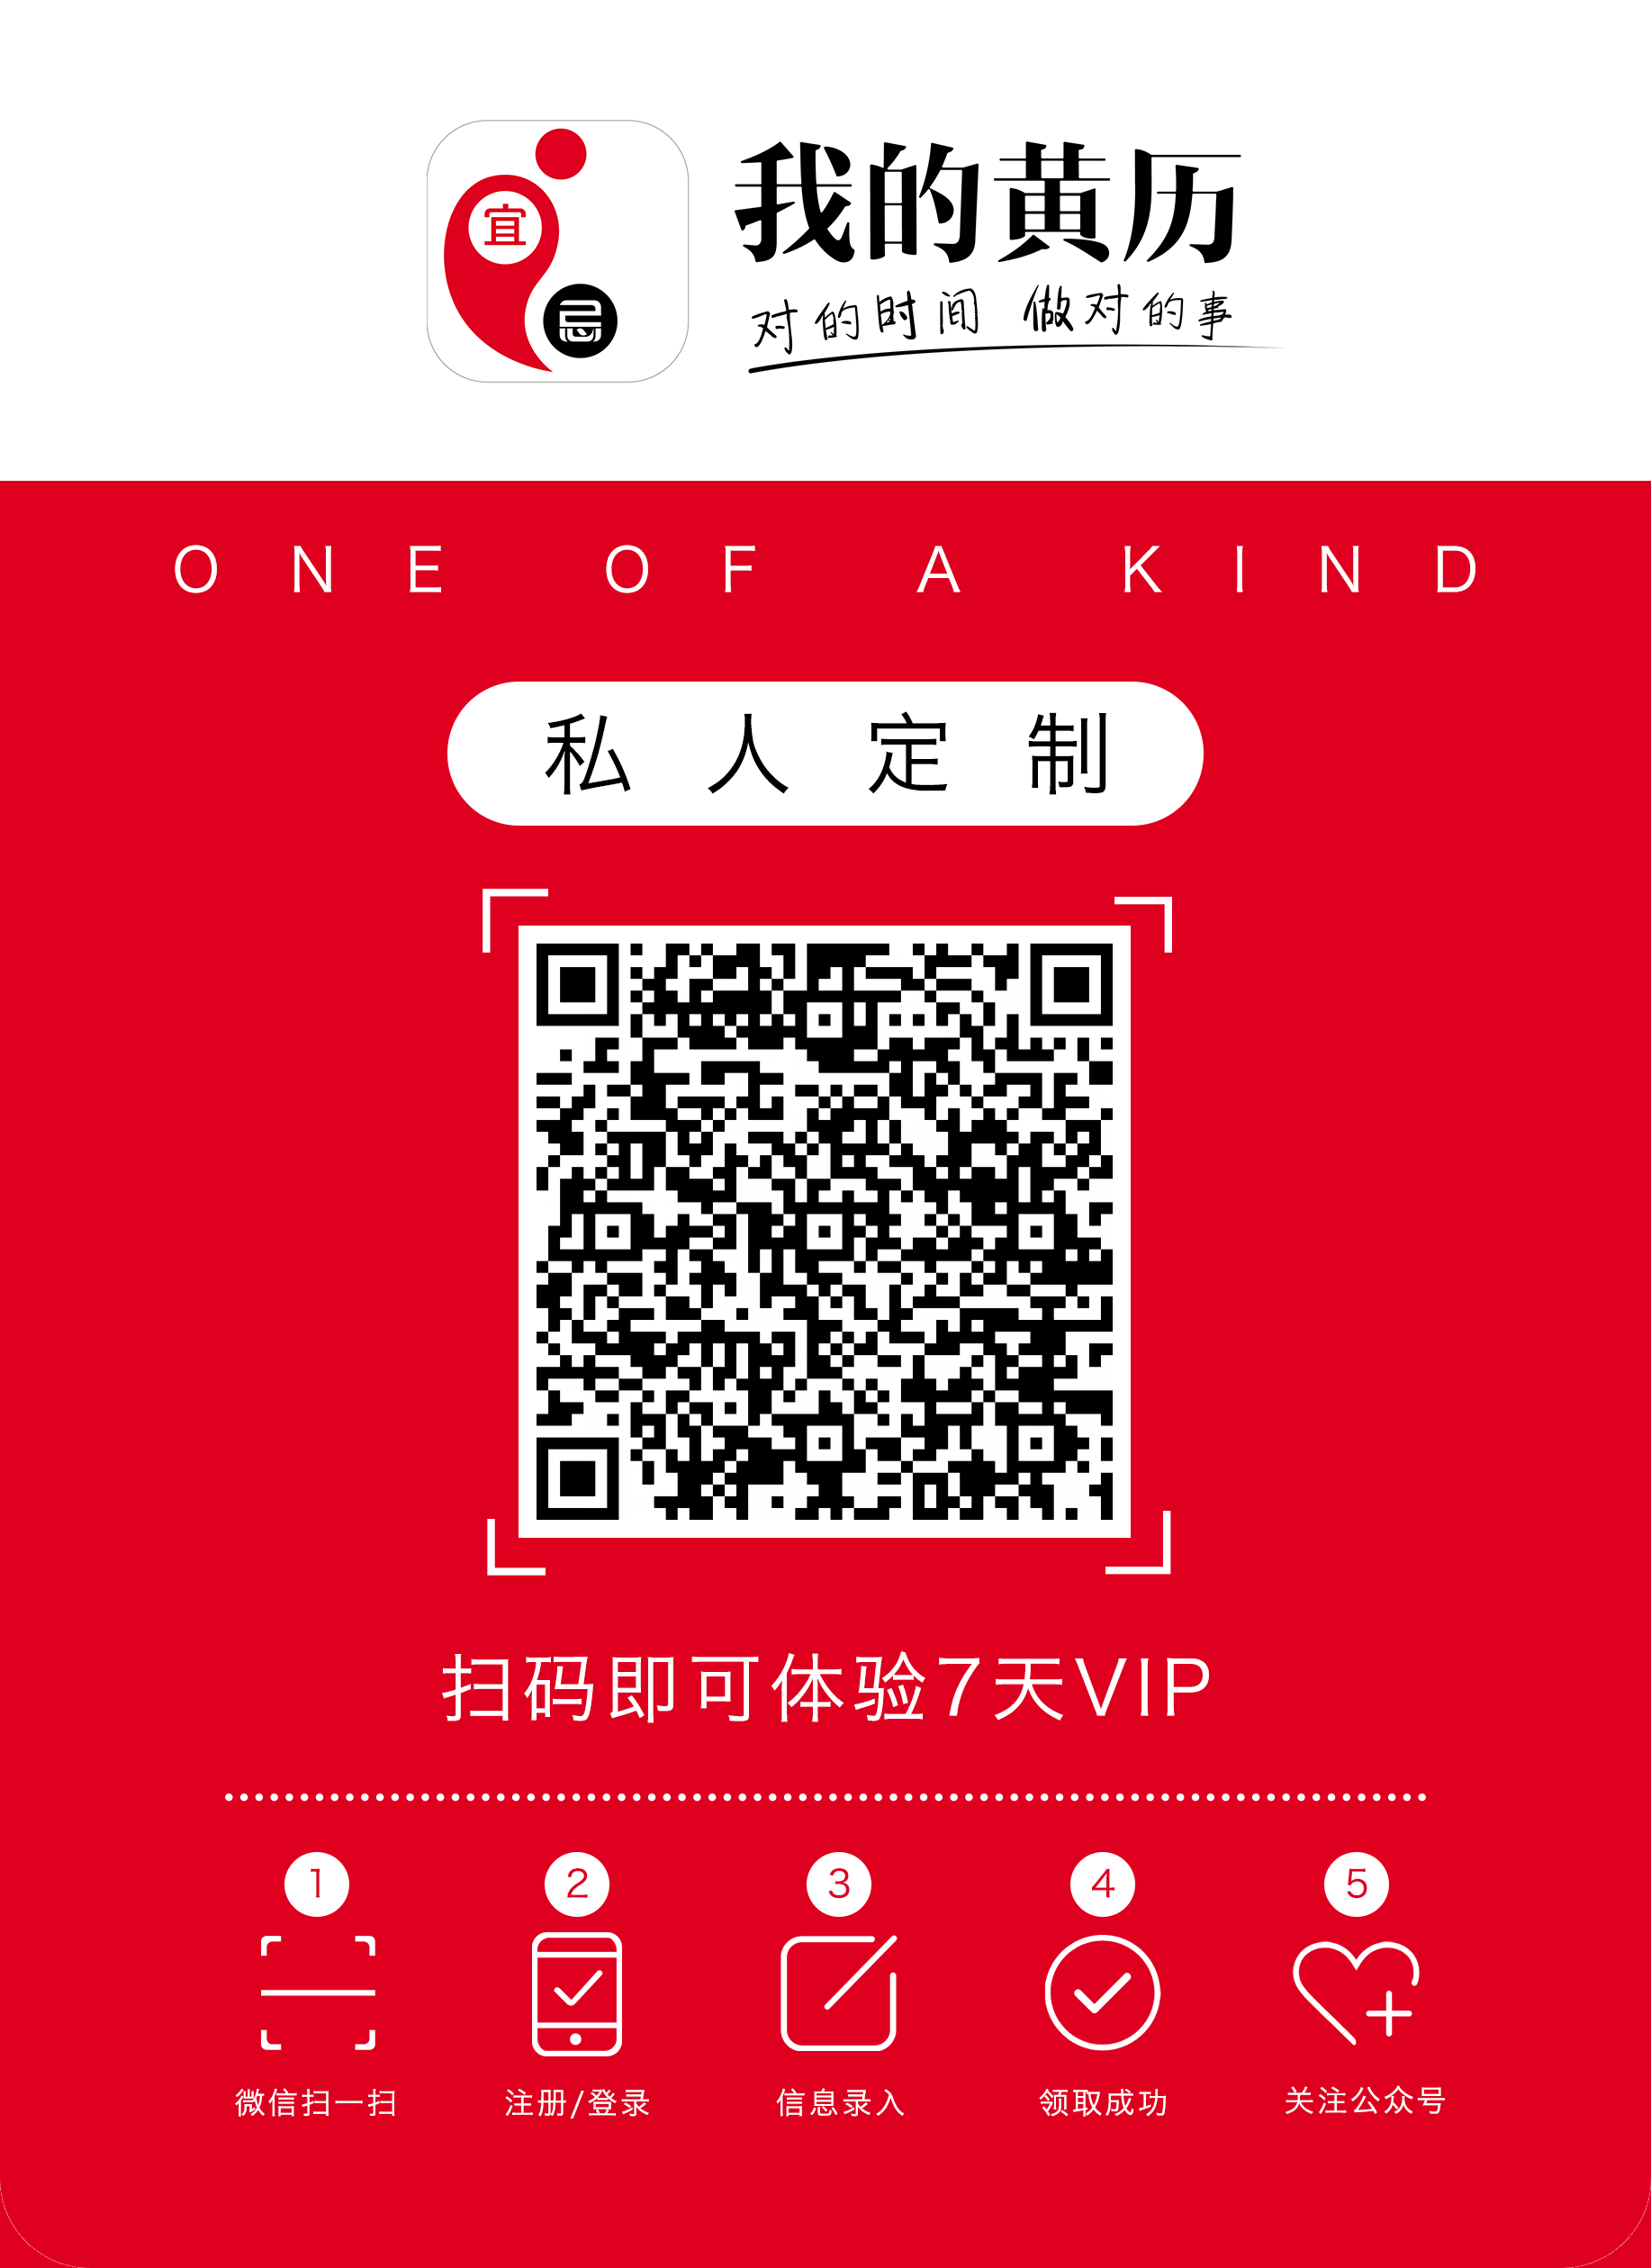 宜
忌
我的黄历
对的时间 做对的事
ONE OF A KIND
私人定制
扫码即可体验7天VIP
1 2 3 4 5
微信扫一扫 注册/登录 信息录入 领取成功 关注公众号